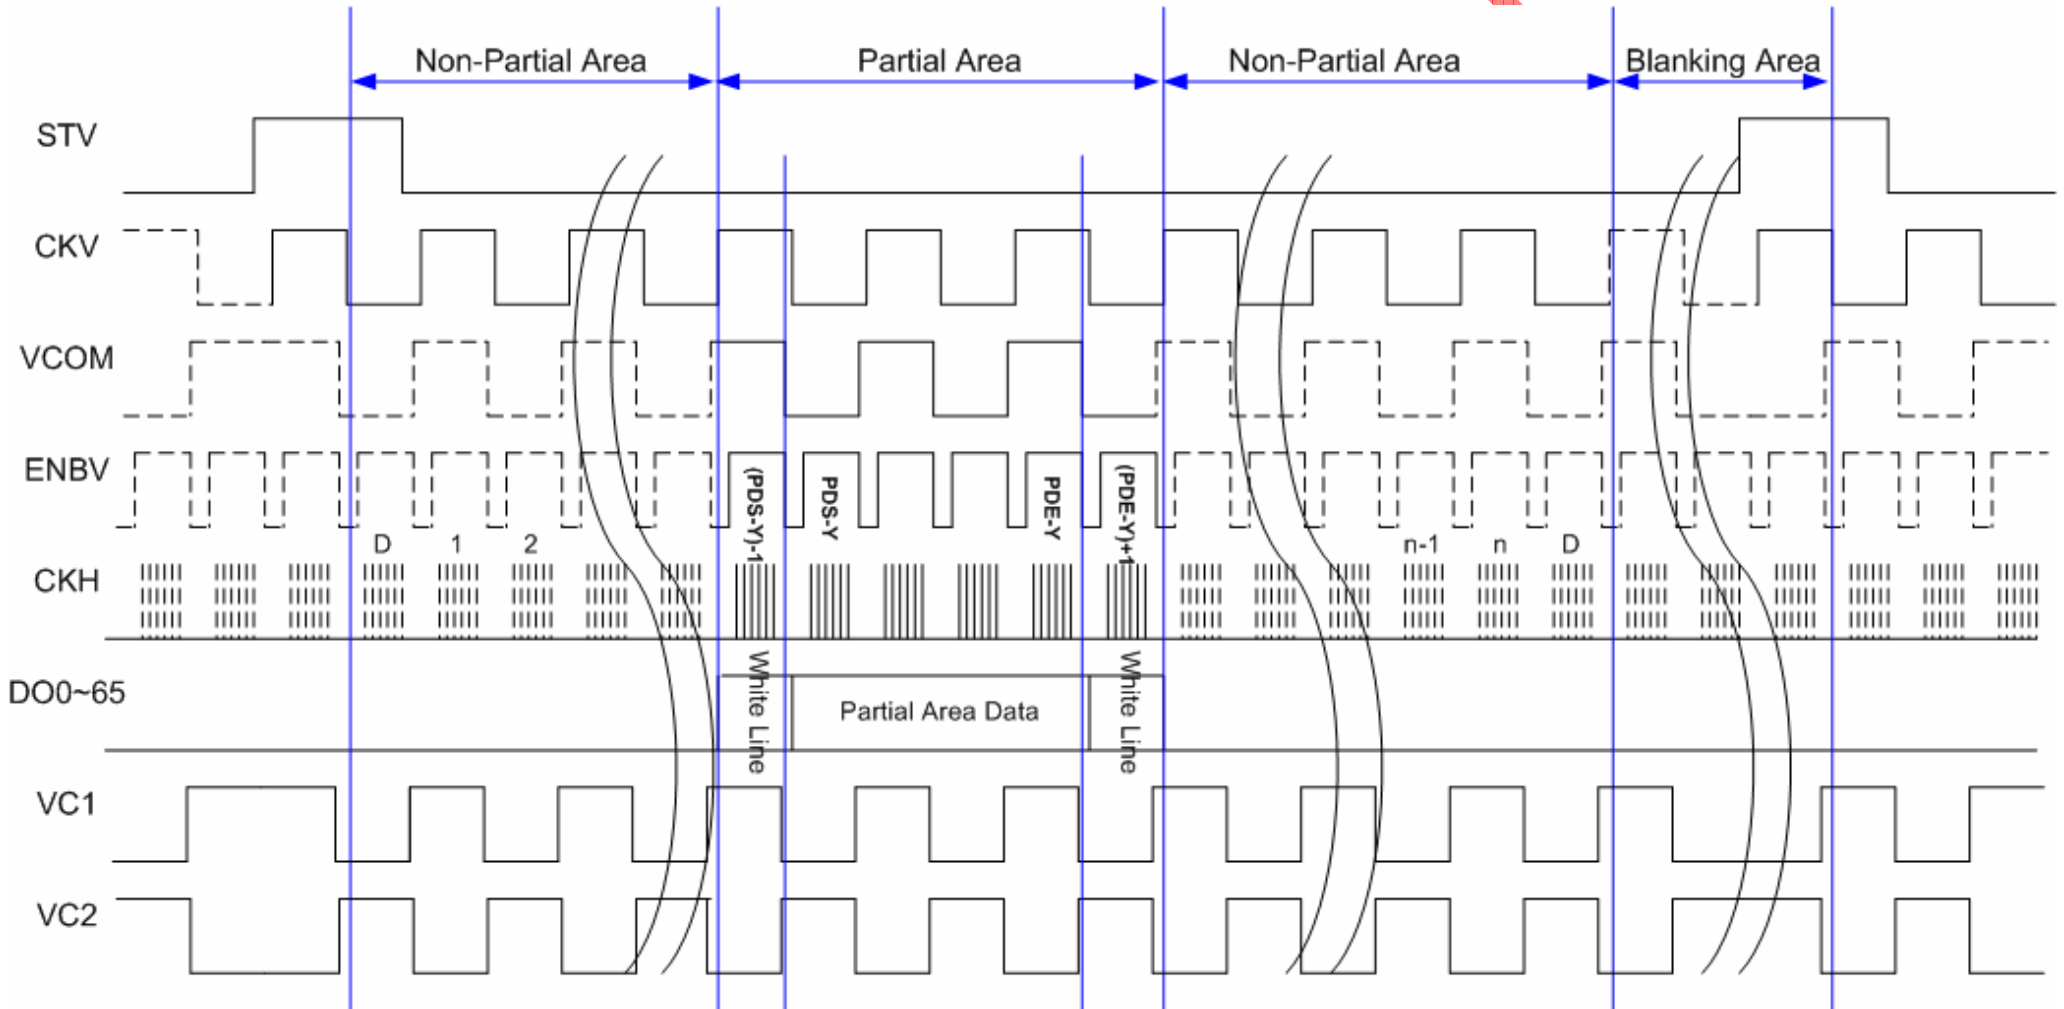 Non-Partial Area
Partial Area
Non-Partial Area
Blanking Area
STV
CKV
VCOM
ENBV
(PDS-Y)-1
PDS-Y
PDE-Y
(PDE-Y)+1
D
1
2
n-1
n
D
CKH
White Line
White Line
DO0~65
Partial Area Data
VC1
VC2